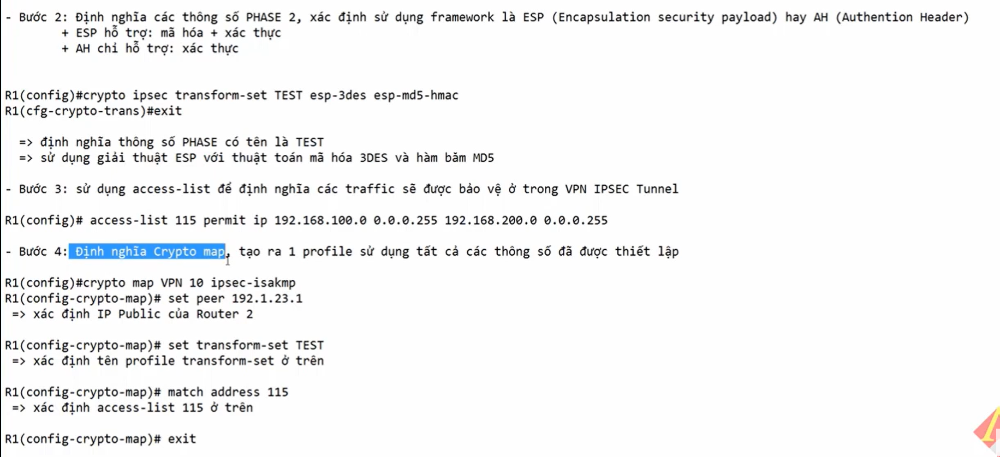 - Bước 2: Định nghĩa các thông số PHASE 2, xác định sử dụng framework là ESP (Encapsulation security payload) hay AH (Authention Header)
+ ESP hỗ trợ: mã hóa + xác thực
+ AH chỉ hỗ trợ: xác thực
R1(config)#crypto ipsec transform-set TEST esp-3des esp-md5-hmac
R1(cfg-crypto-trans)#exit
=> định nghĩa thông số PHASE có tên là TEST
=> sử dụng giải thuật ESP với thuật toán mã hóa 3DES và hàm băm MD5
- Bước 3: sử dụng access-list để định nghĩa các traffic sẽ được bảo vệ ở trong VPN IPSEC Tunnel
R1(config)# access-list 115 permit ip 192.168.100.0 0.0.0.255 192.168.200.0 0.0.0.255
- Bước 4: Định nghĩa Crypto map, tạo ra 1 profile sử dụng tất cả các thông số đã được thiết lập
R1(config)#crypto map VPN 10 ipsec-isakmp
R1(config-crypto-map)# set peer 192.1.23.1
=> xác định IP Public của Router 2
R1(config-crypto-map)# set transform-set TEST
=> xác định tên profile transform-set ở trên
R1(config-crypto-map)# match address 115
=> xác định access-list 115 ở trên
R1(config-crypto-map)# exit